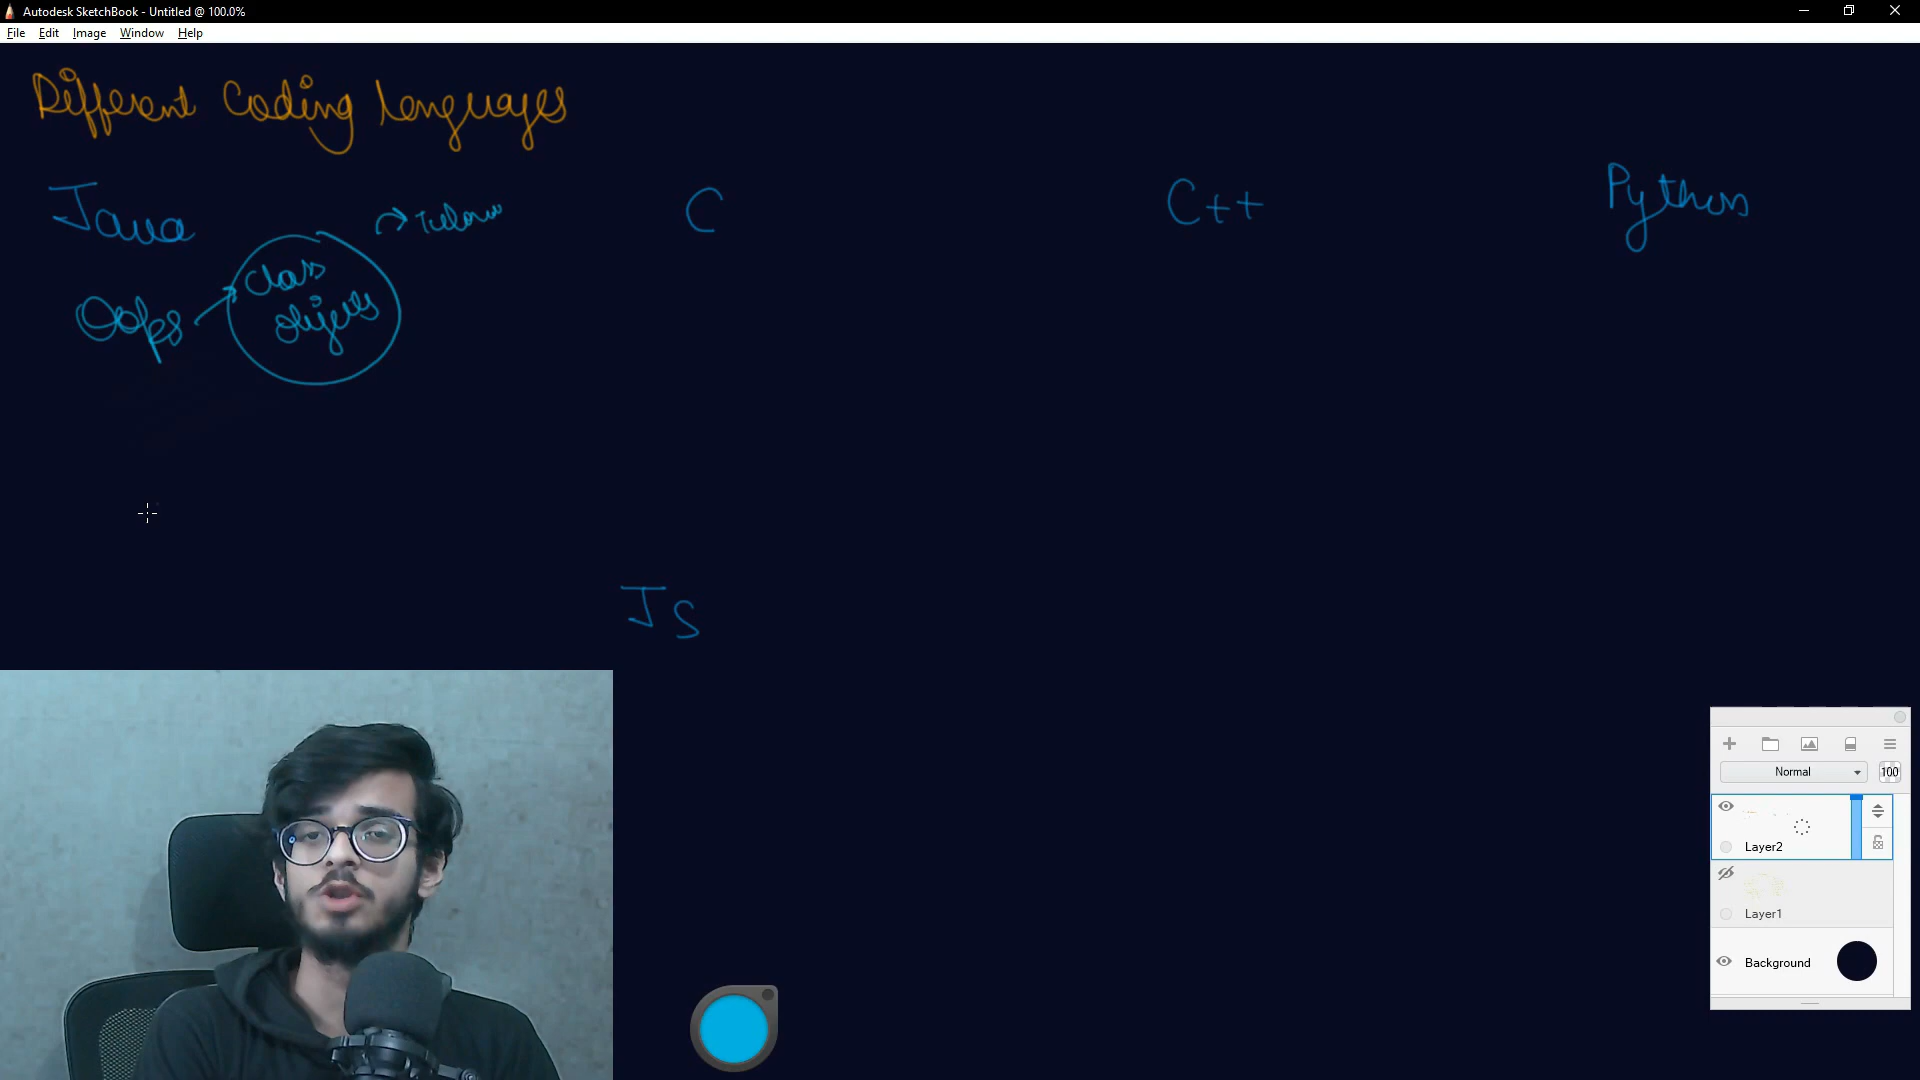 Autodesk SketchBook - Untitled @ 100.0%
File Edit Image Window Help
Different Coding lenguages
Java C C++ Python
Oops class
objects
JS
Normal 100
Layer2
Layer1
Background